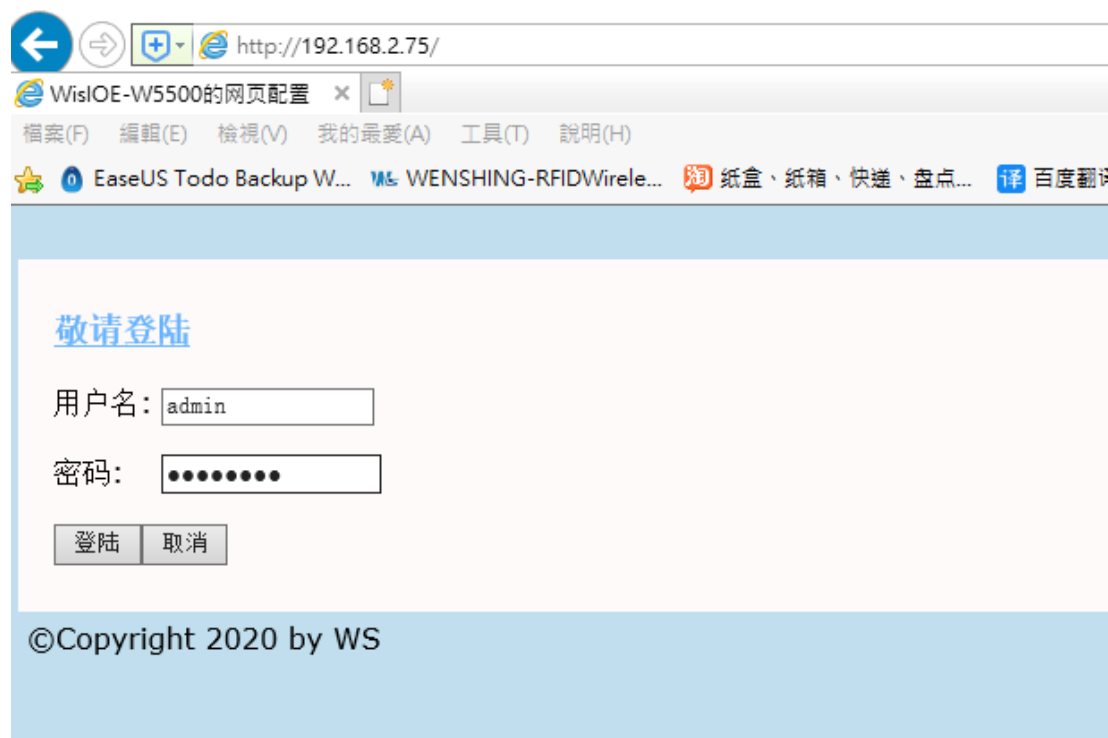 http://192.168.2.75/
WisIOE-W5500的网页配置
檔案(F) 編輯(E) 檢視(V) 我的最愛(A) 工具(T) 說明(H)
EaseUS Todo Backup W... WENSHING-RFIDWirele... 淘 纸盒、纸箱、快递、盘点... 译 百度翻译
敬请登陆
用户名: admin
密码: ●●●●●●●●
登陆 取消
©Copyright 2020 by WS